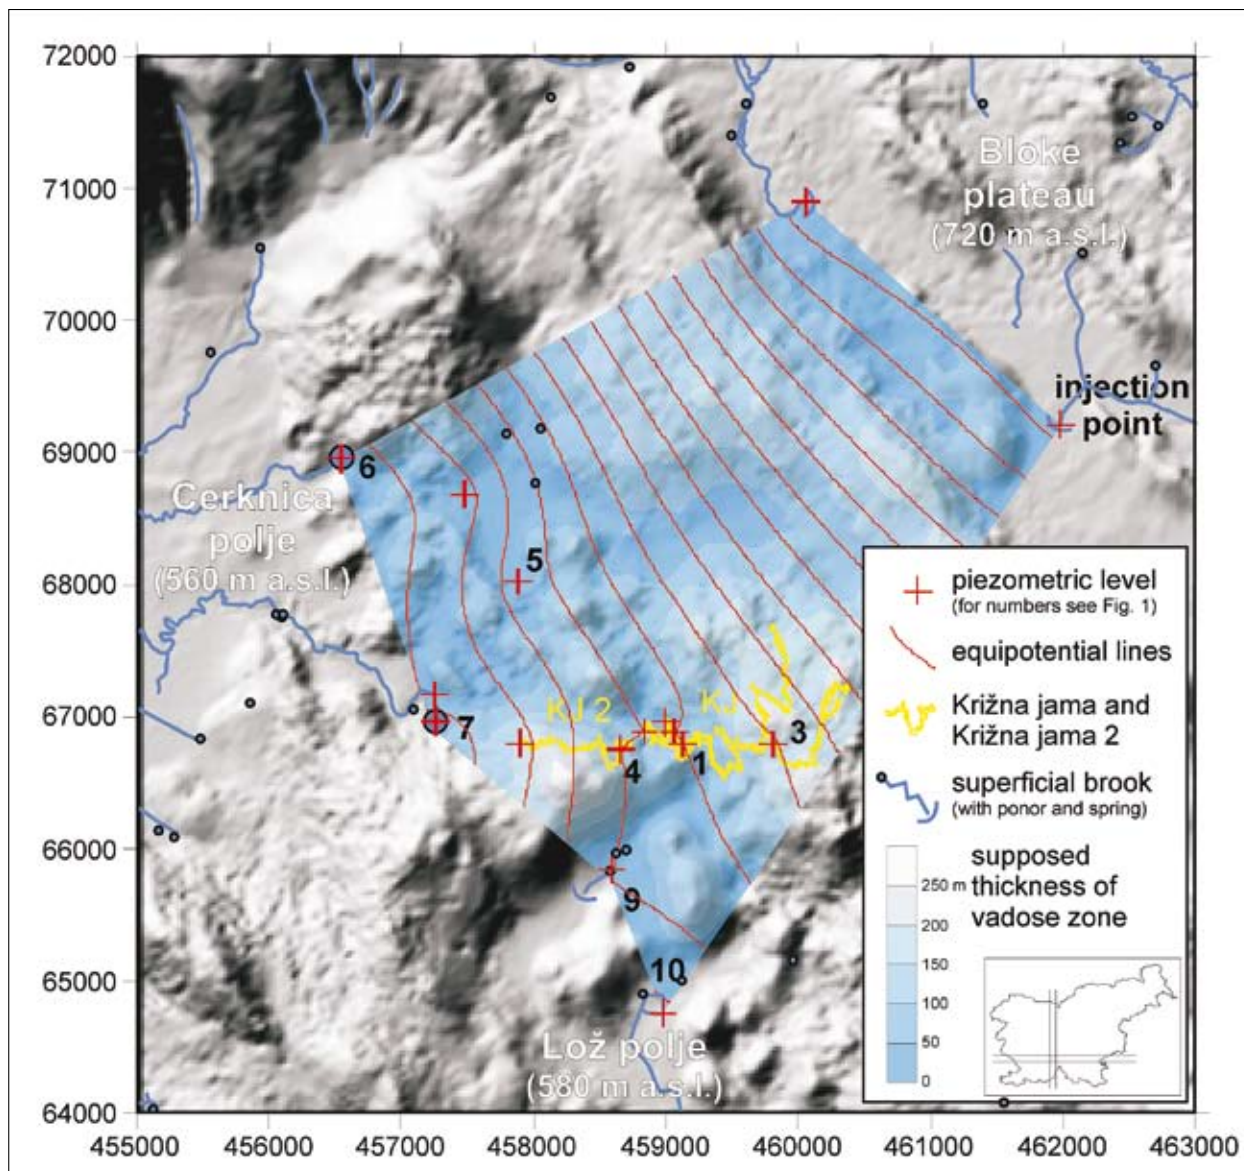 72000
71000
70000
69000
68000
67000
66000
65000
64000
455000 456000 457000 458000 459000 460000 461000 462000 463000
Bloke
plateau
(720 m a.s.l.)
injection
point
6
Cerknica
polje
(560 m a.s.l.)
5
7
KJ 2
KJ
4
1
3
9
10
Lož polje
(580 m a.s.l.)
piezometric level
(for numbers see Fig. 1)
equipotential lines
Križna jama and
Križna jama 2
superficial brook
(with ponor and spring)
supposed
thickness of
vadose zone
250 m
200
150
100
50
0